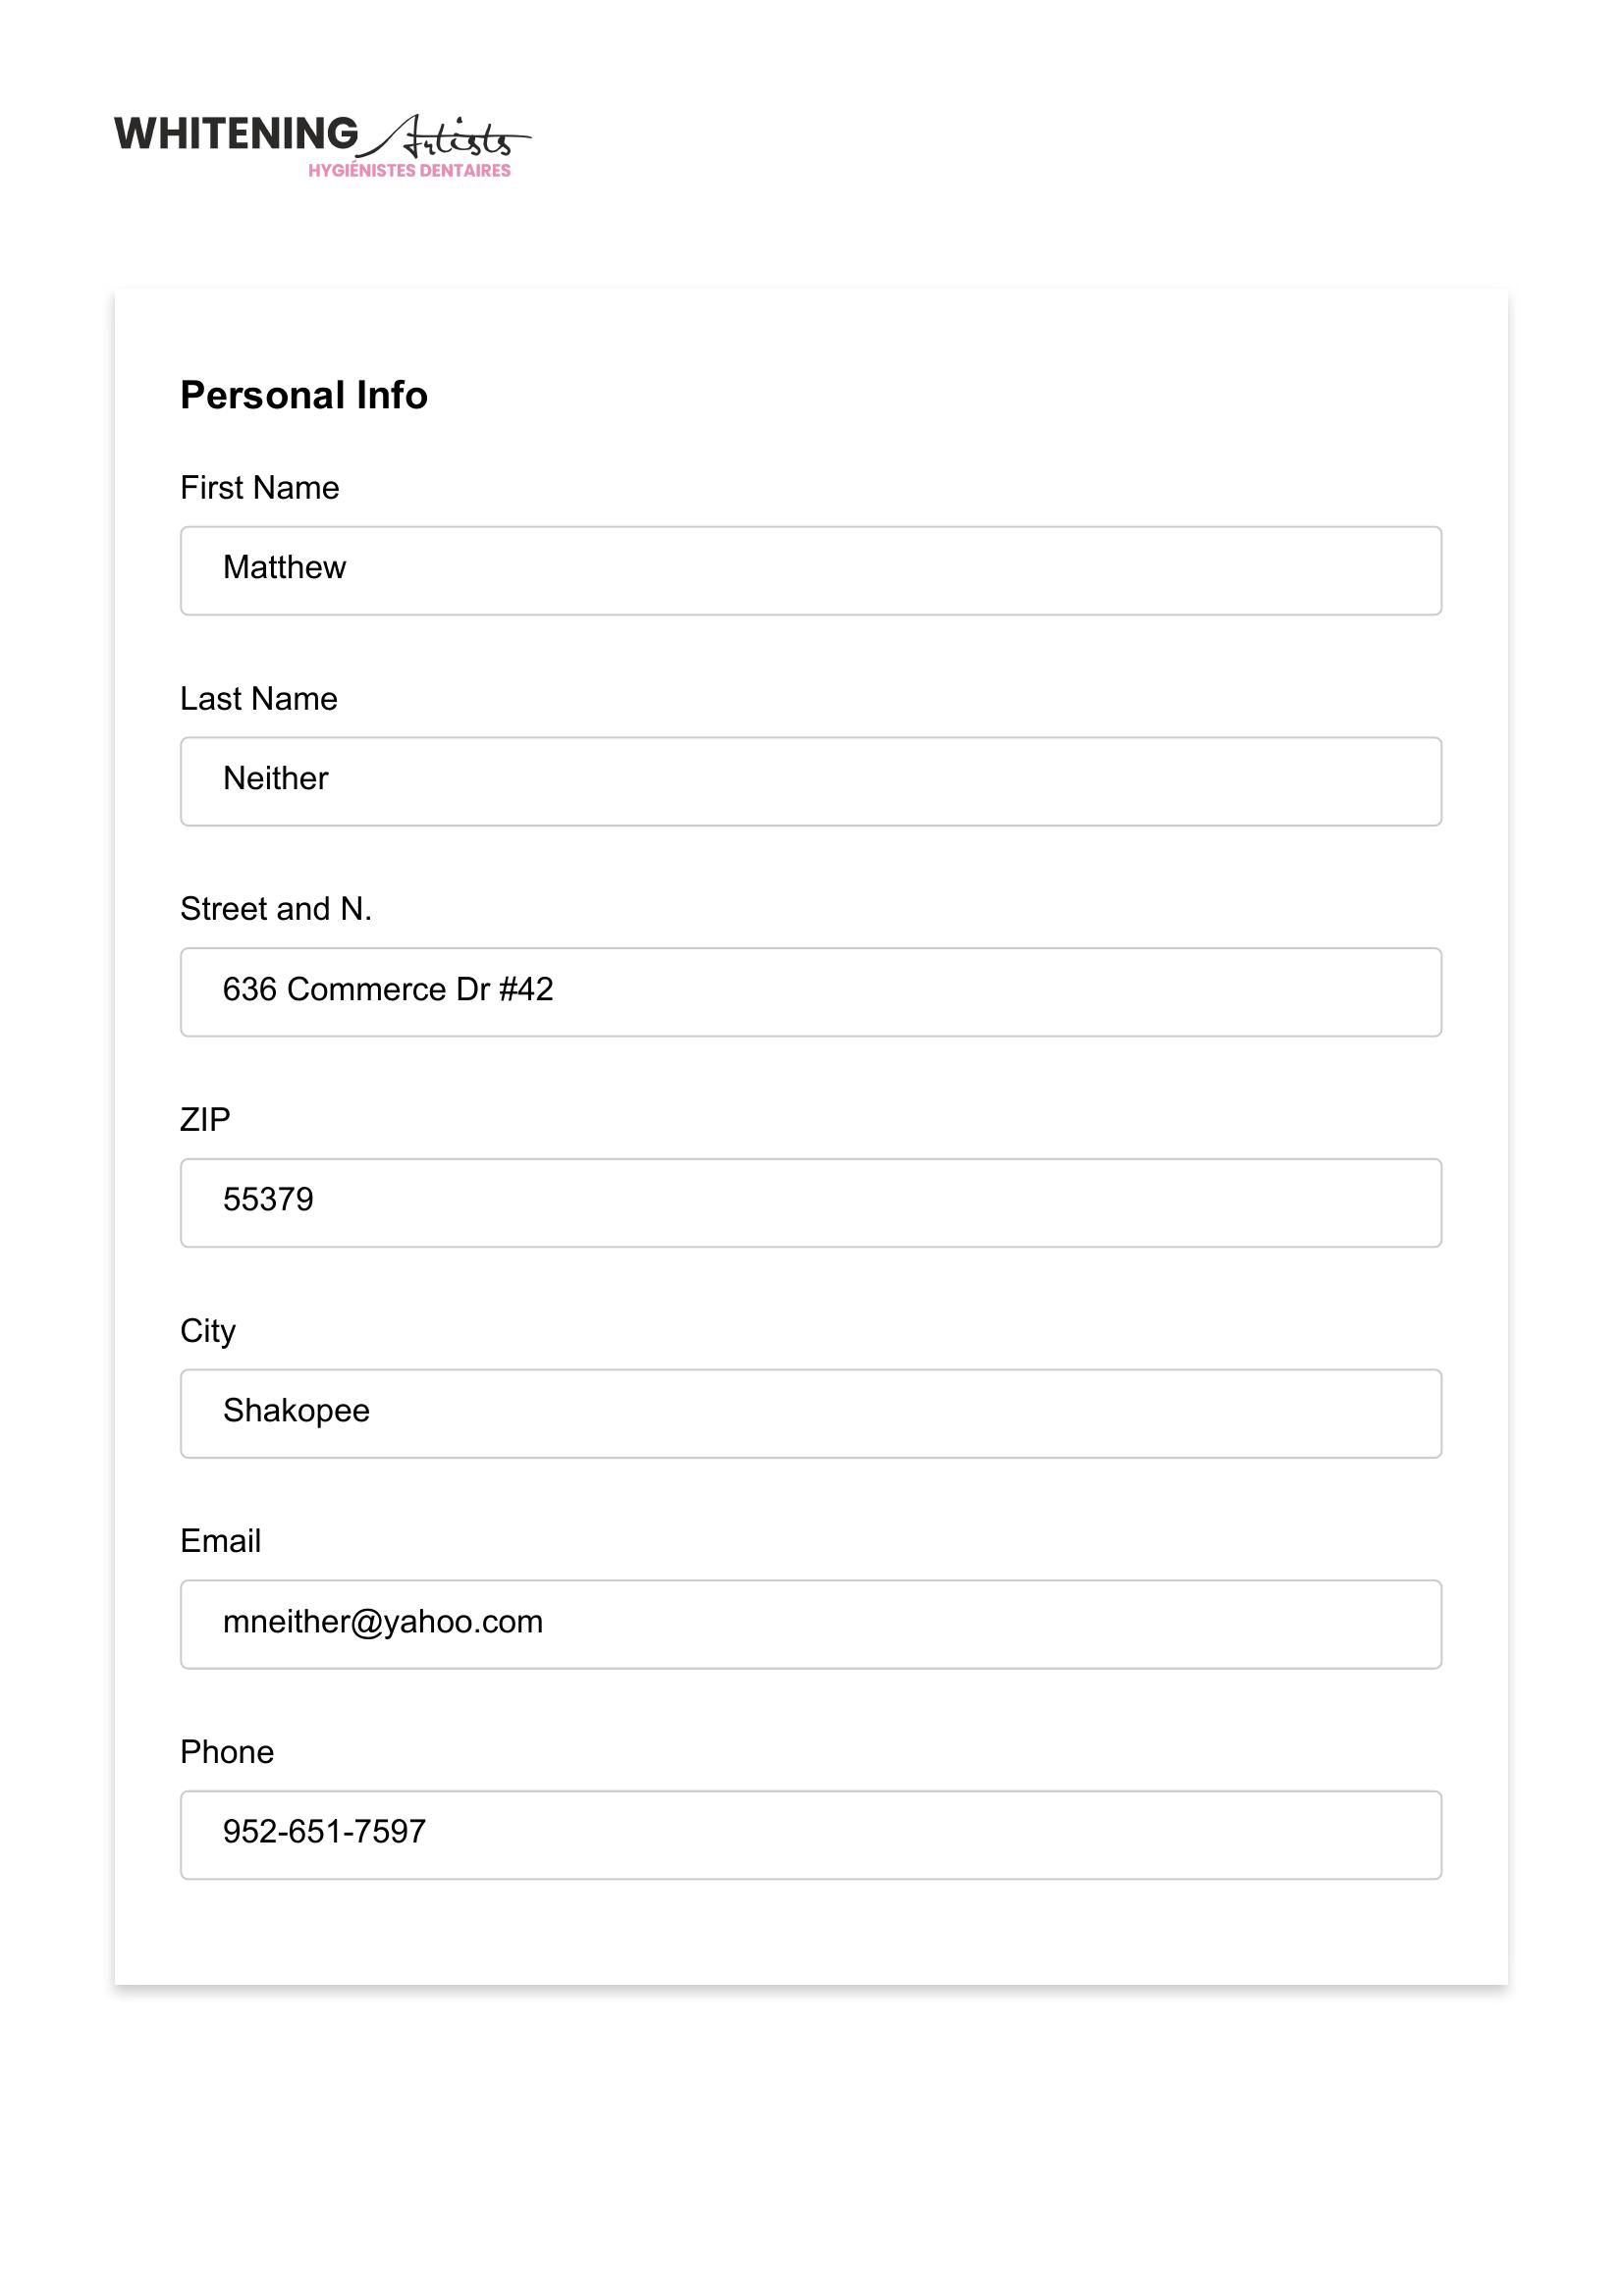 WHITENING Artists
HYGIÉNISTES DENTAIRES
Personal Info
First Name
Matthew
Last Name
Neither
Street and N.
636 Commerce Dr #42
ZIP
55379
City
Shakopee
Email
mneither@yahoo.com
Phone
952-651-7597